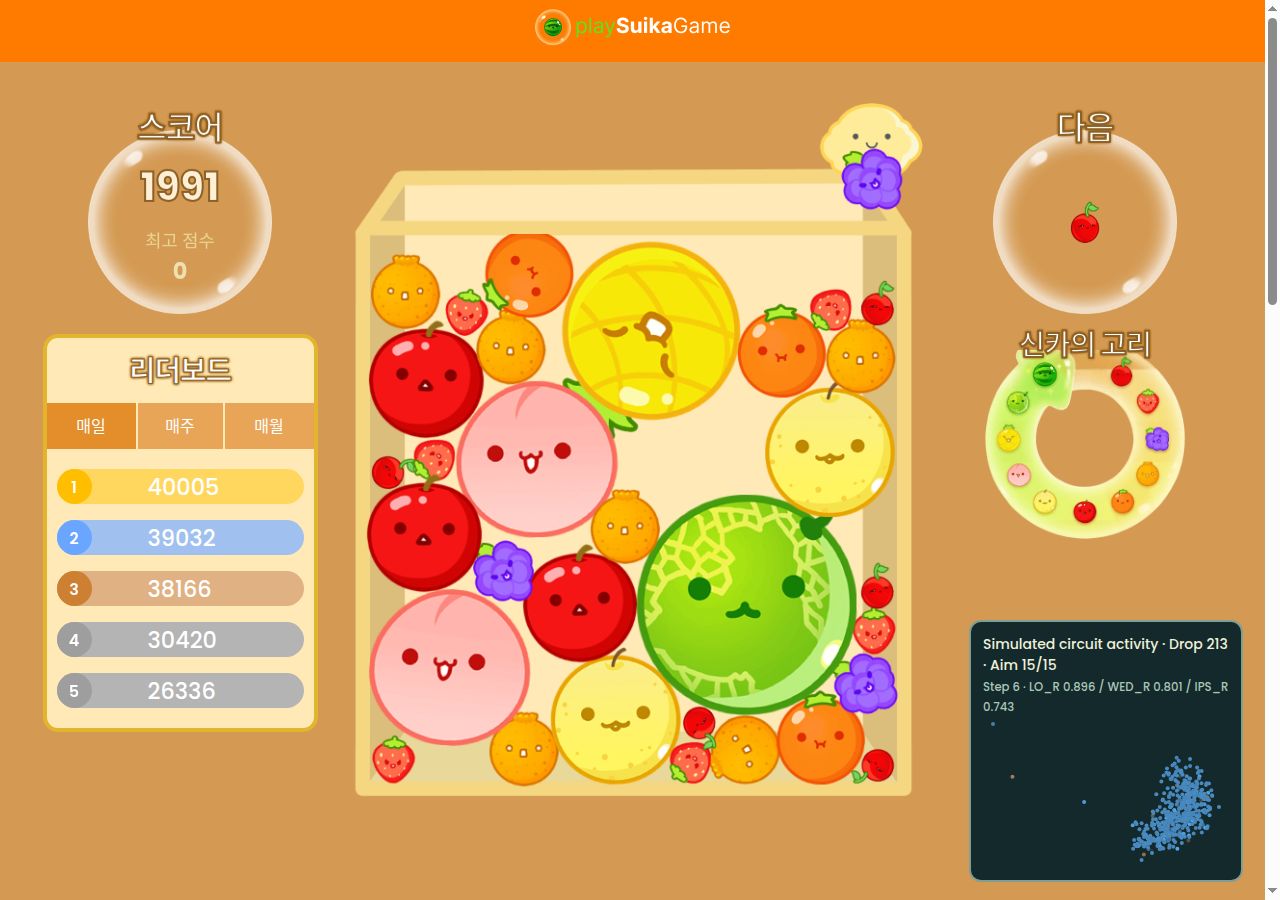 playSuikaGame
스코어
1991
최고 점수
0
다음
신카의 고리
리더보드
매일 매주 매월
1 40005
2 39032
3 38166
4 30420
5 26336
Simulated circuit activity · Drop 213
· Aim 15/15
Step 6 · LO_R 0.896 / WED_R 0.801 / IPS_R
0.743